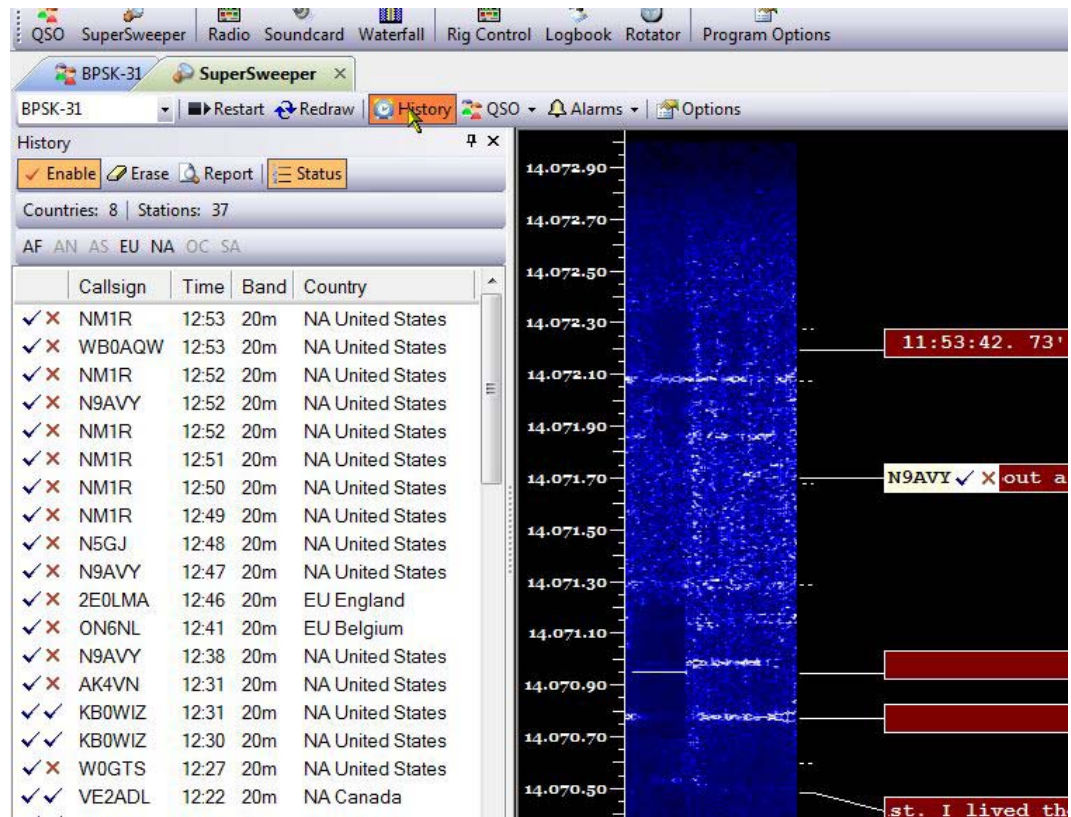 QSO SuperSweeper Radio Soundcard Waterfall Rig Control Logbook Rotator Program Options
BPSK-31 SuperSweeper
BPSK-31 Restart Redraw History QSO Alarms Options
History
Enable Erase Report Status
Countries: 8 Stations: 37
AF AN AS EU NA OC SA
Callsign Time Band Country
NM1R 12:53 20m NA United States
WB0AQW 12:53 20m NA United States
NM1R 12:52 20m NA United States
N9AVY 12:52 20m NA United States
NM1R 12:52 20m NA United States
NM1R 12:51 20m NA United States
NM1R 12:50 20m NA United States
NM1R 12:49 20m NA United States
N5GJ 12:48 20m NA United States
N9AVY 12:47 20m NA United States
2E0LMA 12:46 20m EU England
ON6NL 12:41 20m EU Belgium
N9AVY 12:38 20m NA United States
AK4VN 12:31 20m NA United States
KB0WIZ 12:31 20m NA United States
KB0WIZ 12:30 20m NA United States
W0GTS 12:27 20m NA United States
VE2ADL 12:22 20m NA Canada
14.072.90
14.072.70
14.072.50
14.072.30
11:53:42. 73'
14.072.10
14.071.90
14.071.70
N9AVY out a
14.071.50
14.071.30
14.071.10
14.070.90
14.070.70
14.070.50
st. I lived the